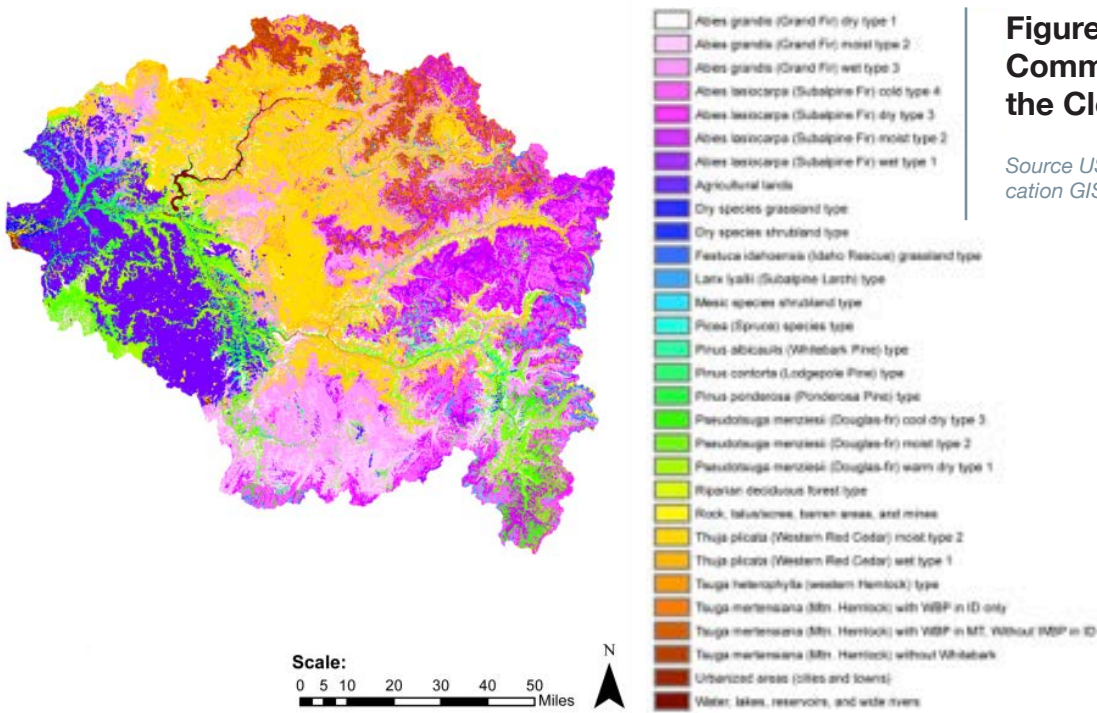 Abies grandis (Grand Fir) dry type 1
Abies grandis (Grand Fir) moist type 2
Abies grandis (Grand Fir) wet type 3
Abies lasiocarpa (Subalpine Fir) cold type 4
Abies lasiocarpa (Subalpine Fir) dry type 3
Abies lasiocarpa (Subalpine Fir) moist type 2
Abies lasiocarpa (Subalpine Fir) wet type 1
Agricultural lands
Dry species grassland type
Dry species shrubland type
Festuca idahoensis (Idaho Rescue) grassland type
Larix lyallii (Subalpine Larch) type
Mesic species shrubland type
Picea (Spruce) species type
Pinus albicaulis (Whitebark Pine) type
Pinus contorta (Lodgepole Pine) type
Pinus ponderosa (Ponderosa Pine) type
Pseudotsuga menziesii (Douglas-fir) cool dry type 3
Pseudotsuga menziesii (Douglas-fir) moist type 2
Pseudotsuga menziesii (Douglas-fir) warm dry type 1
Riparian deciduous forest type
Rock, talus/scree, barren areas, and mines
Thuja plicata (Western Red Cedar) moist type 2
Thuja plicata (Western Red Cedar) wet type 1
Tsuga heterophylla (western Hemlock) type
Tsuga mertensiana (Mtn. Hemlock) with WBP in ID only
Tsuga mertensiana (Mtn. Hemlock) with WBP in MT, Without WBP in ID
Tsuga mertensiana (Mtn. Hemlock) without Whitebark
Urbanized areas (cities and towns)
Water, lakes, reservoirs, and wide rivers
Figure
Comm
the Cl
Source US
cation GIS
Scale:
0 5 10 20 30 40 50
Miles
N